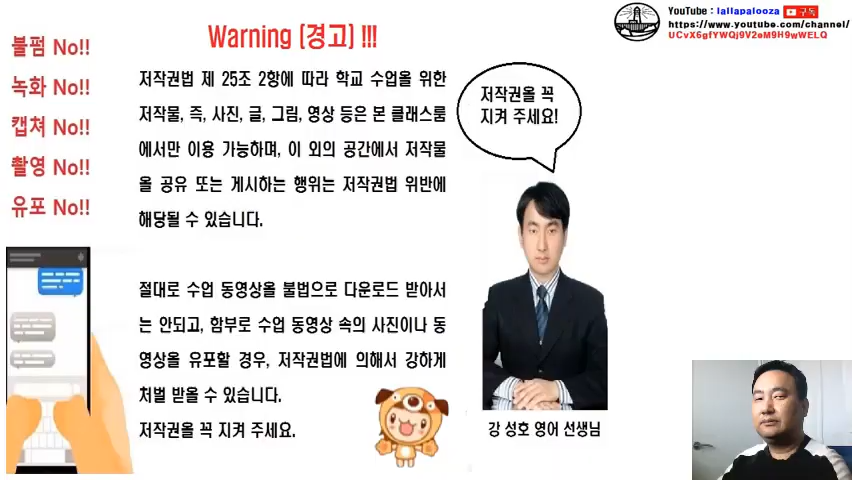 YouTube : lallapalooza 구독
https://www.youtube.com/channel/
UCvX6gfYWQj9V2eM9H9wWELQ
Warning (경고) !!!
불펌 No!!
녹화 No!!
캡쳐 No!!
촬영 No!!
유포 No!!
저작권법 제 25조 2항에 따라 학교 수업을 위한
저작물, 즉, 사진, 글, 그림, 영상 등은 본 클래스룸
에서만 이용 가능하며, 이 외의 공간에서 저작물
을 공유 또는 게시하는 행위는 저작권법 위반에
해당될 수 있습니다.
절대로 수업 동영상을 불법으로 다운로드 받아서
는 안되고, 함부로 수업 동영상 속의 사진이나 동
영상을 유포할 경우, 저작권법에 의해서 강하게
처벌 받을 수 있습니다.
저작권을 꼭 지켜 주세요.
저작권을 꼭
지켜 주세요!
강 성호 영어 선생님